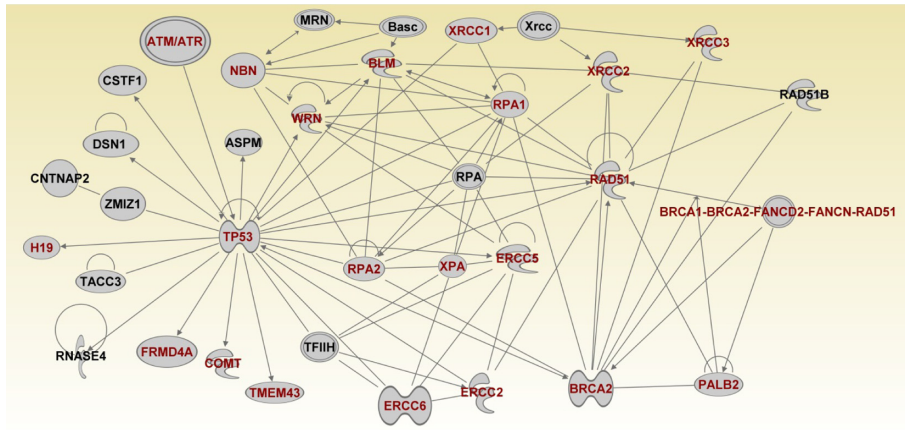 MRN
Basc
XRCC1
Xrcc
ATM/ATR
XRCC3
NBN
BLM
XRCC2
CSTF1
RAD51B
RPA1
WRN
DSN1
ASPM
CNTNAP2
RPA
RAD51
ZMIZ1
BRCA1-BRCA2-FANCD2-FANCN-RAD51
TP53
H19
RPA2
XPA
ERCC5
TACC3
TFIIH
RNASE4
FRMD4A
COMT
TMEM43
ERCC6
ERCC2
BRCA2
PALB2